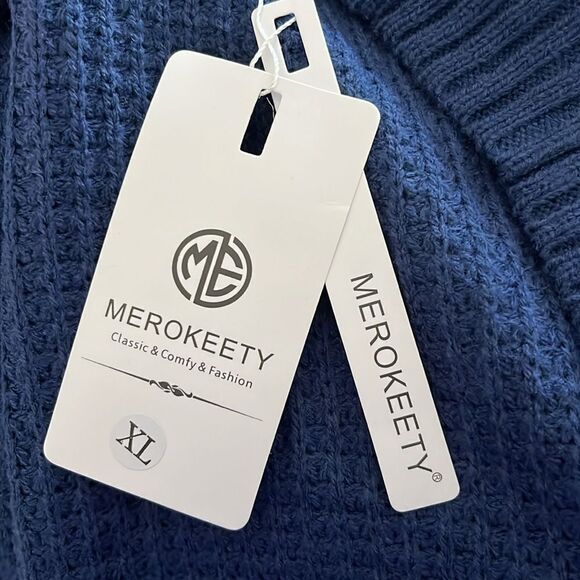 ME
MEROKEETY
Classic & Comfy & Fashion
XL
MEROKEETY®